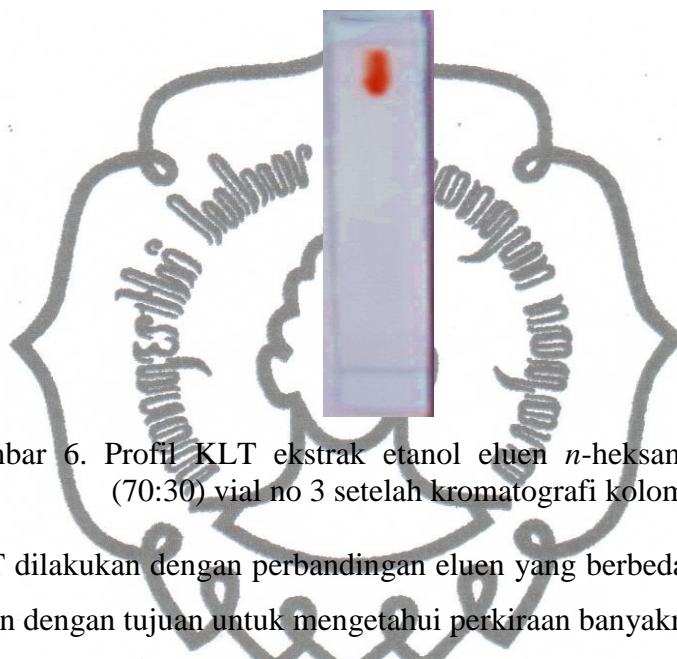 mbar 6. Profil KLT ekstrak etanol eluen n-heksan
(70:30) vial no 3 setelah kromatografi kolom
T dilakukan dengan perbandingan eluen yang berbeda
n dengan tujuan untuk mengetahui perkiraan banyakn